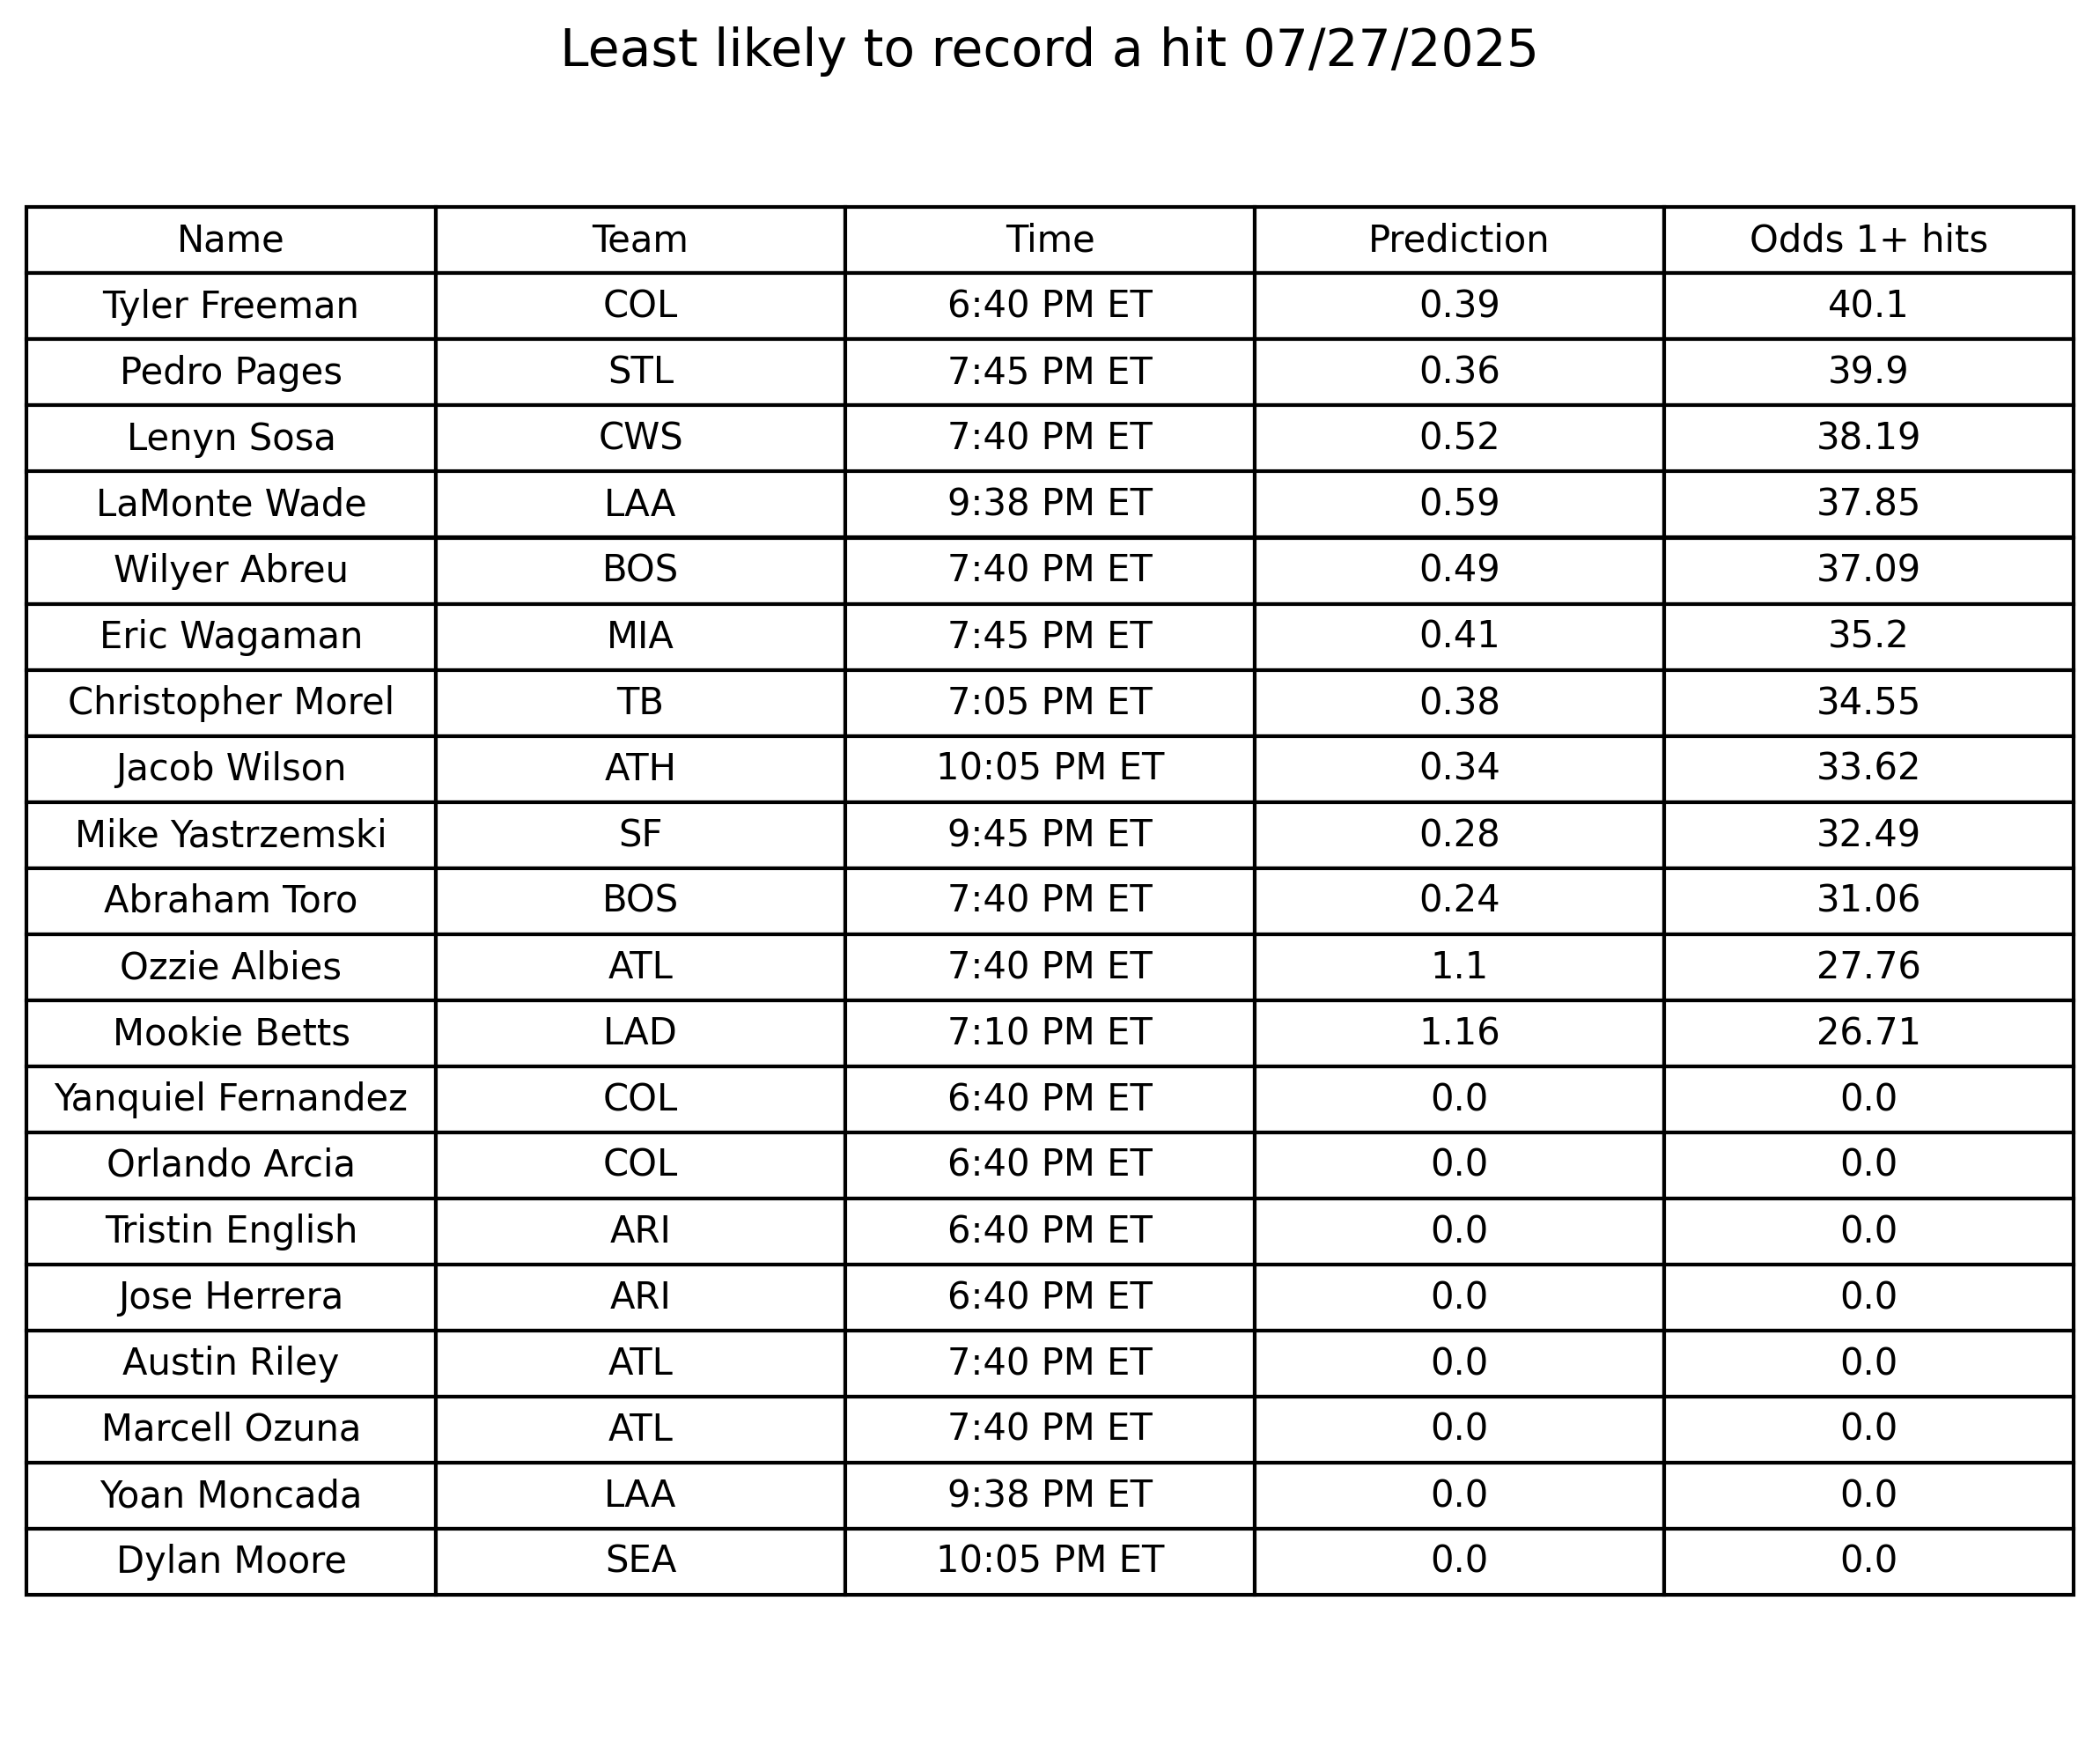 Least likely to record a hit 07/27/2025
Name Team Time Prediction Odds 1+ hits
Tyler Freeman COL 6:40 PM ET 0.39 40.1
Pedro Pages STL 7:45 PM ET 0.36 39.9
Lenyn Sosa CWS 7:40 PM ET 0.52 38.19
LaMonte Wade LAA 9:38 PM ET 0.59 37.85
Wilyer Abreu BOS 7:40 PM ET 0.49 37.09
Eric Wagaman MIA 7:45 PM ET 0.41 35.2
Christopher Morel TB 7:05 PM ET 0.38 34.55
Jacob Wilson ATH 10:05 PM ET 0.34 33.62
Mike Yastrzemski SF 9:45 PM ET 0.28 32.49
Abraham Toro BOS 7:40 PM ET 0.24 31.06
Ozzie Albies ATL 7:40 PM ET 1.1 27.76
Mookie Betts LAD 7:10 PM ET 1.16 26.71
Yanquiel Fernandez COL 6:40 PM ET 0.0 0.0
Orlando Arcia COL 6:40 PM ET 0.0 0.0
Tristin English ARI 6:40 PM ET 0.0 0.0
Jose Herrera ARI 6:40 PM ET 0.0 0.0
Austin Riley ATL 7:40 PM ET 0.0 0.0
Marcell Ozuna ATL 7:40 PM ET 0.0 0.0
Yoan Moncada LAA 9:38 PM ET 0.0 0.0
Dylan Moore SEA 10:05 PM ET 0.0 0.0